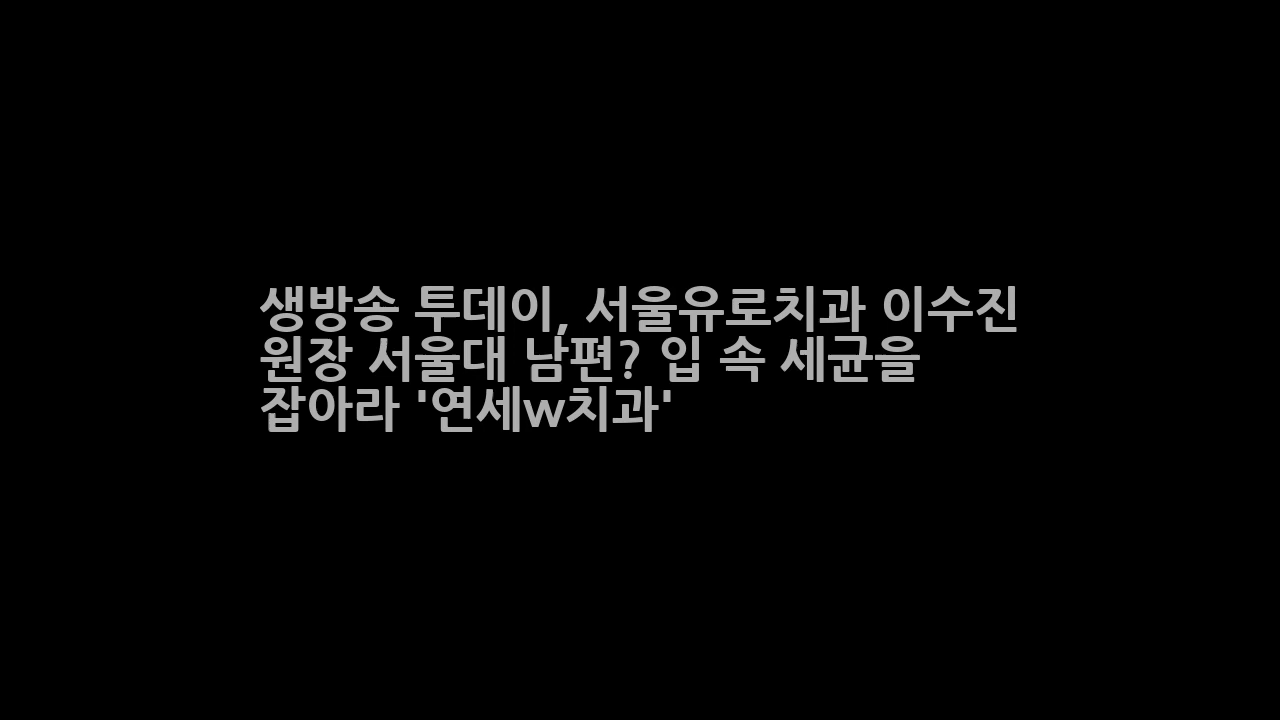 생방송 투데이, 서울유로치과 이수진
원장 서울대 남편? 입 속 세균을
잡아라 '연세w치과'